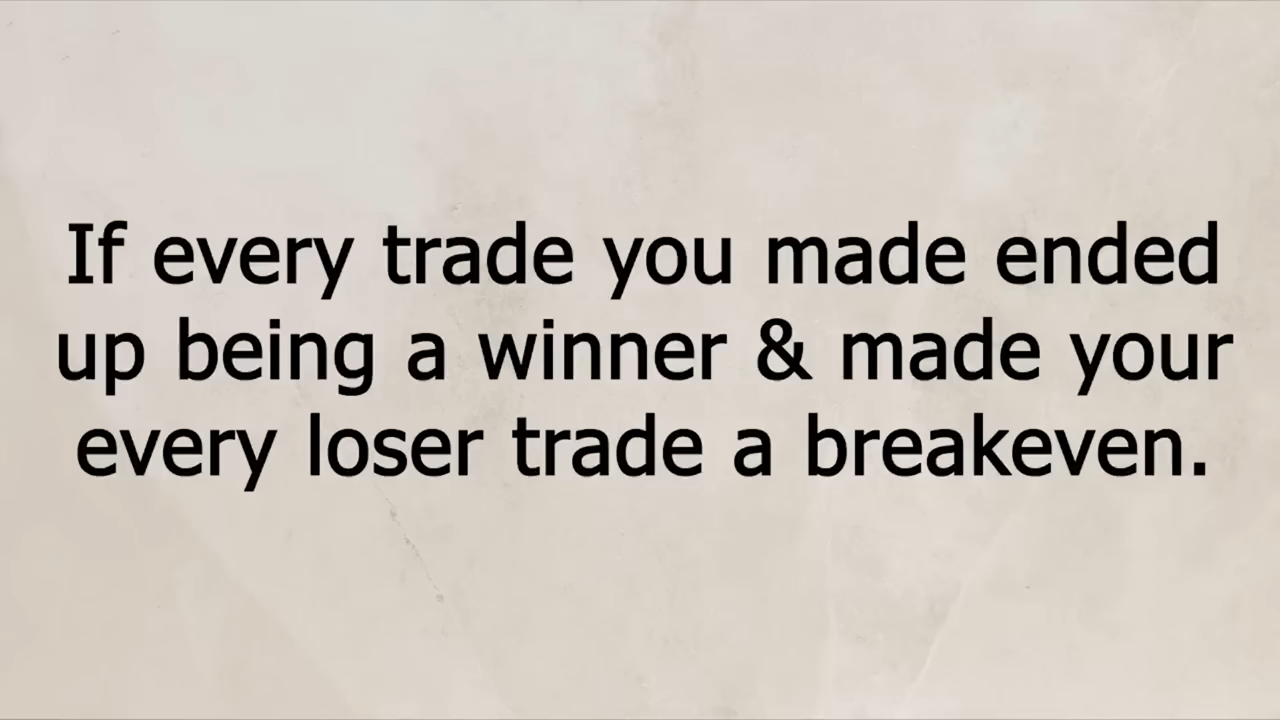 If every trade you made ended
up being a winner & made your
every loser trade a breakeven.